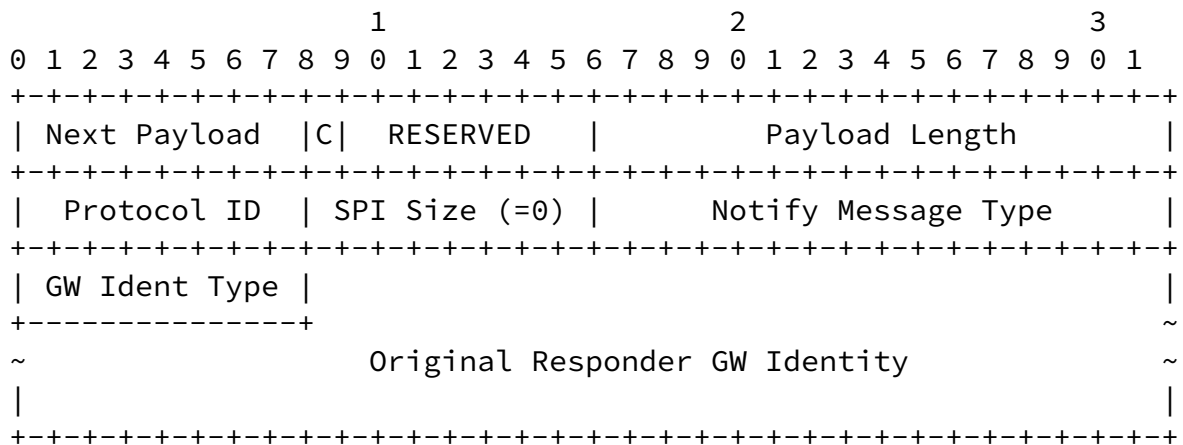 1                   2                   3
 0 1 2 3 4 5 6 7 8 9 0 1 2 3 4 5 6 7 8 9 0 1 2 3 4 5 6 7 8 9 0 1
+-+-+-+-+-+-+-+-+-+-+-+-+-+-+-+-+-+-+-+-+-+-+-+-+-+-+-+-+-+-+-+-+
| Next Payload  |C|  RESERVED   |         Payload Length        |
+-+-+-+-+-+-+-+-+-+-+-+-+-+-+-+-+-+-+-+-+-+-+-+-+-+-+-+-+-+-+-+-+
|  Protocol ID  | SPI Size (=0) |      Notify Message Type      |
+-+-+-+-+-+-+-+-+-+-+-+-+-+-+-+-+-+-+-+-+-+-+-+-+-+-+-+-+-+-+-+-+
| GW Ident Type |                                               |
+---------------+                                               ~
~                   Original Responder GW Identity              ~
|                                                               |
+-+-+-+-+-+-+-+-+-+-+-+-+-+-+-+-+-+-+-+-+-+-+-+-+-+-+-+-+-+-+-+-+